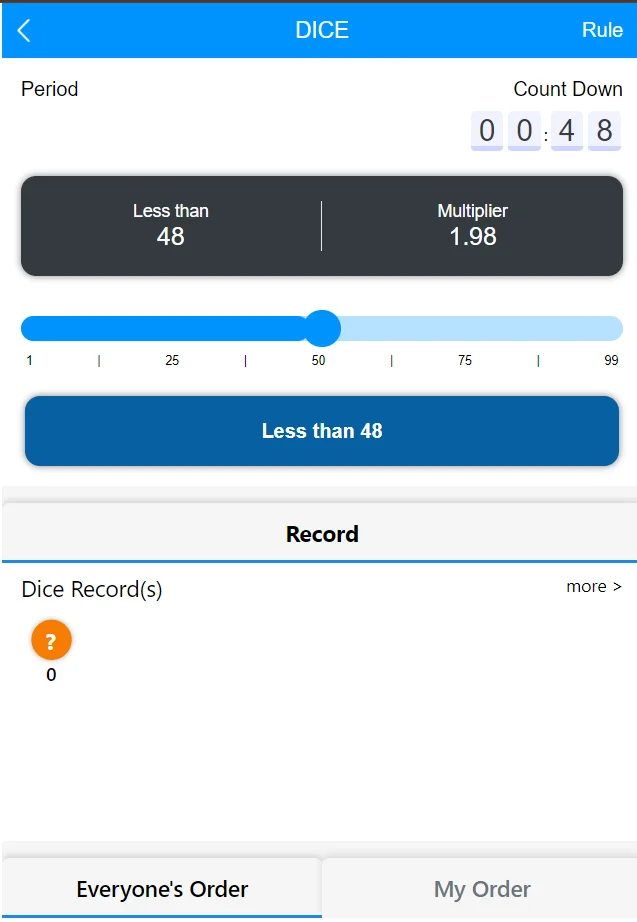 DICE Rule
Period Count Down
0 0 : 4 8
Less than Multiplier
48 1.98
1 | 25 | 50 | 75 | 99
Less than 48
Record
Dice Record(s) more >
?
0
Everyone's Order My Order